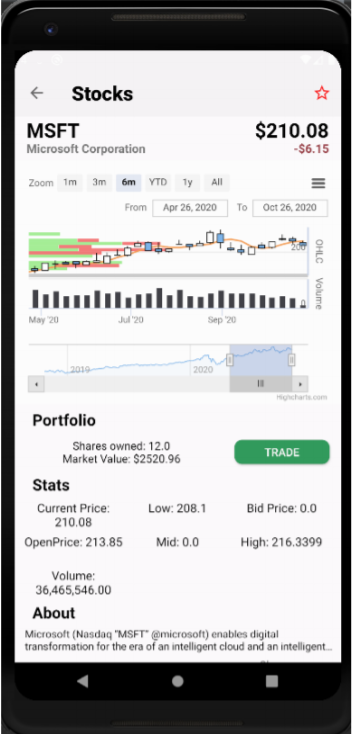 Stocks
MSFT $210.08
Microsoft Corporation -$6.15
Zoom 1m 3m 6m YTD 1y All
From Apr 26, 2020 To Oct 26, 2020
200
OHLC
Volume
May '20 Jul '20 Sep '20
2019 2020
Highcharts.com
Portfolio
Shares owned: 12.0
Market Value: $2520.96
TRADE
Stats
Current Price: 210.08 Low: 208.1 Bid Price: 0.0
OpenPrice: 213.85 Mid: 0.0 High: 216.3399
Volume:
36,465,546.00
About
Microsoft (Nasdaq "MSFT" @microsoft) enables digital
transformation for the era of an intelligent cloud and an intelligent...